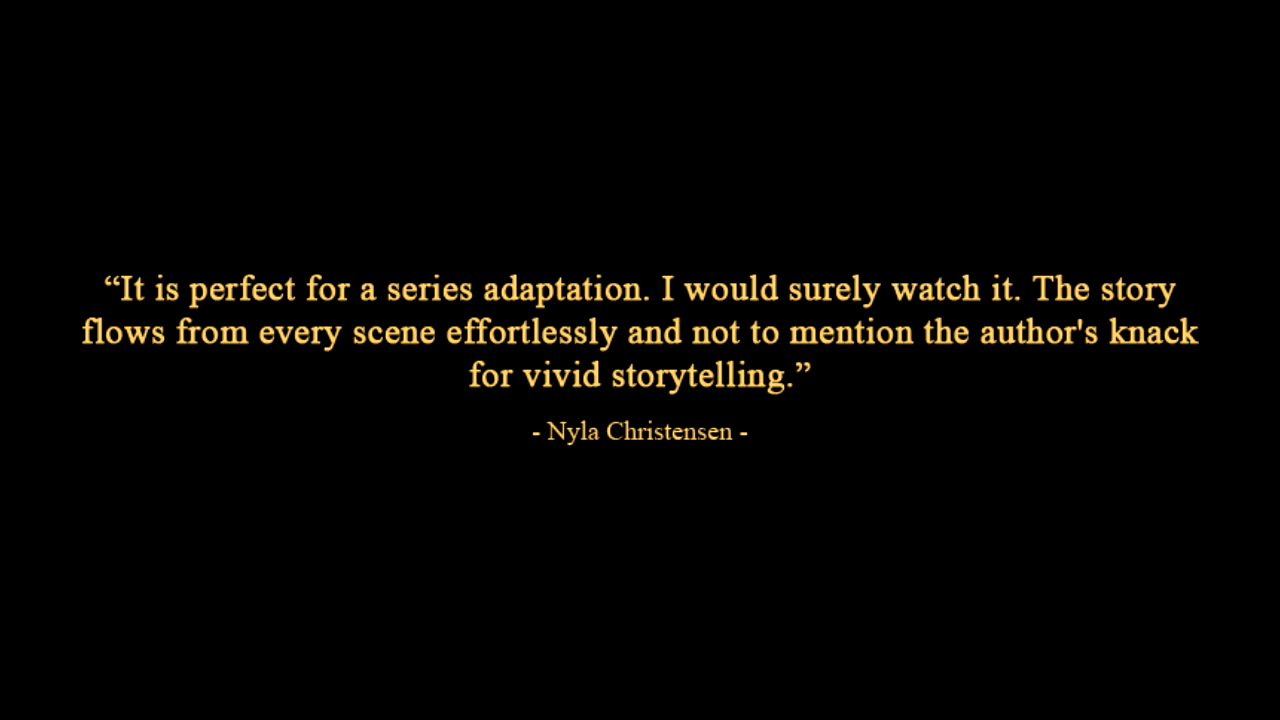 “It is perfect for a series adaptation. I would surely watch it. The story
flows from every scene effortlessly and not to mention the author's knack
for vivid storytelling.”
- Nyla Christensen -